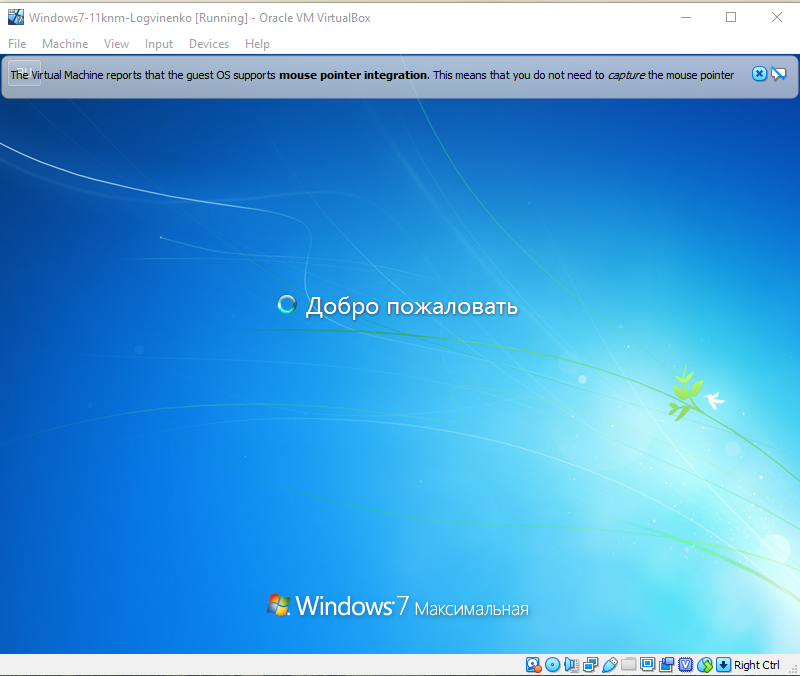 Windows7-11knm-Logvinenko [Running] - Oracle VM VirtualBox
File Machine View Input Devices Help
The Virtual Machine reports that the guest OS supports mouse pointer integration. This means that you do not need to capture the mouse pointer
Добро пожаловать
Windows 7 Максимальная
Right Ctrl